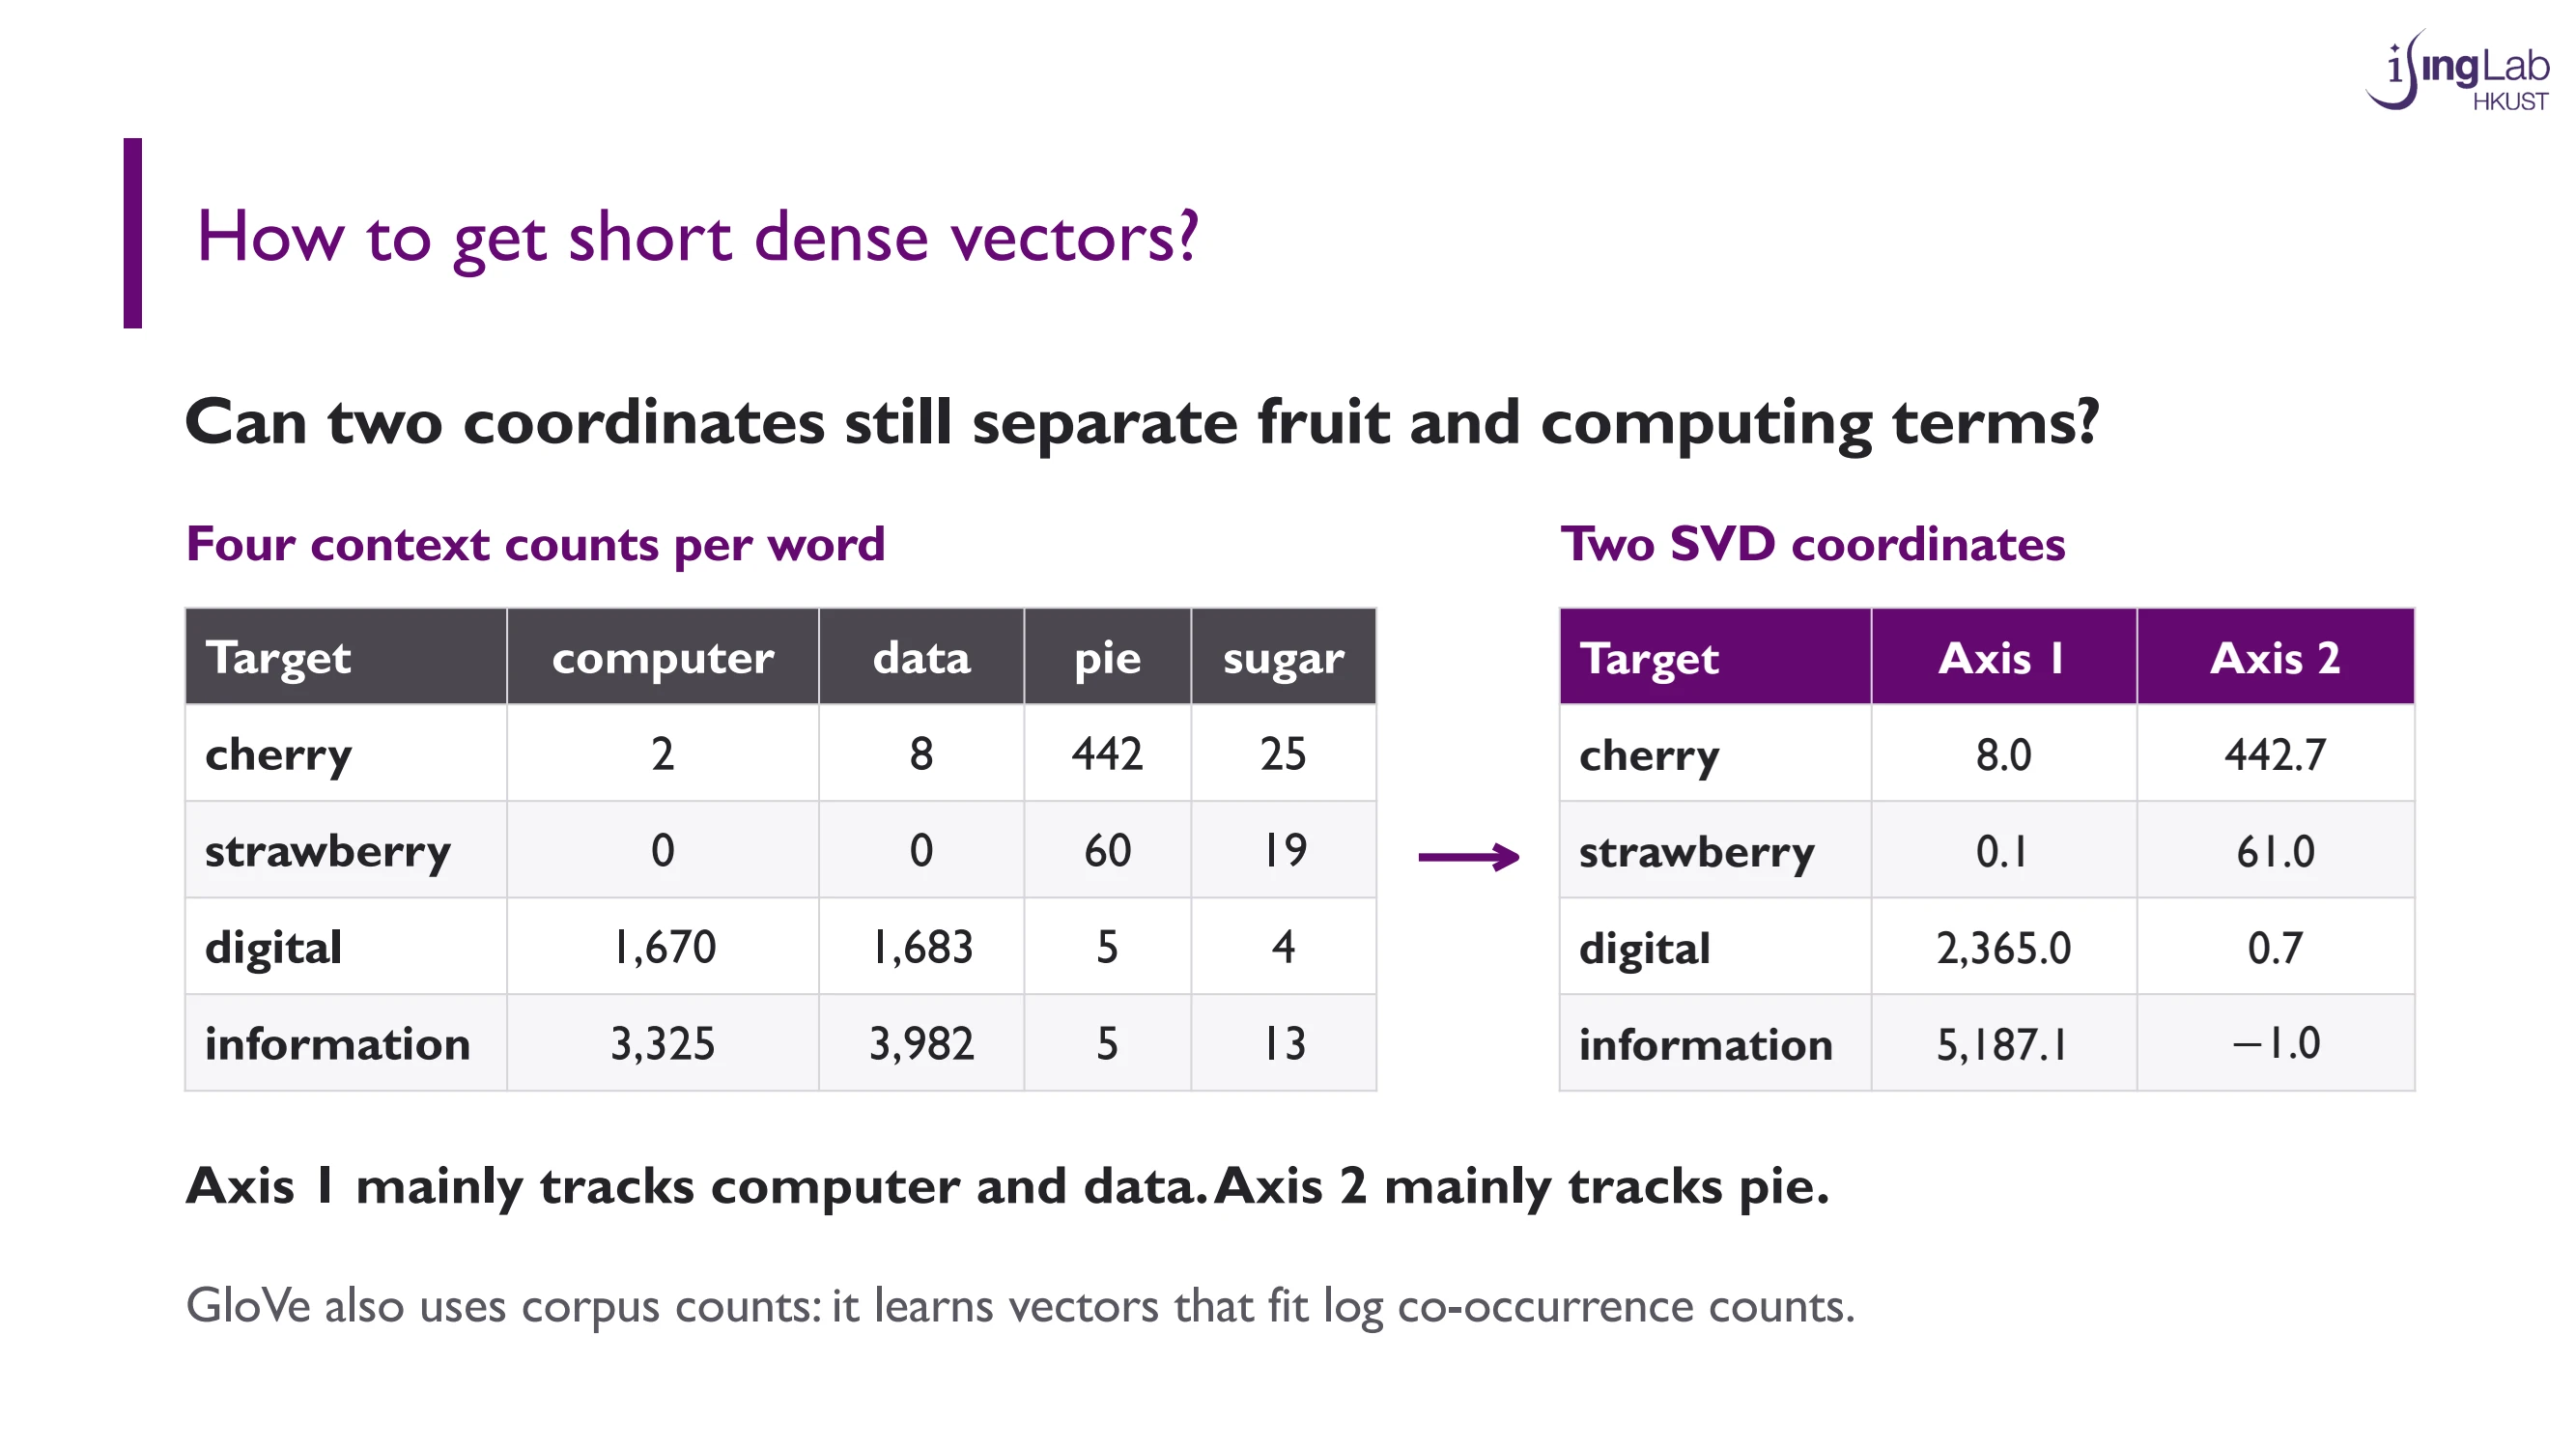 iSingLab
HKUST
How to get short dense vectors?
Can two coordinates still separate fruit and computing terms?
Four context counts per word
Target computer data pie sugar
cherry 2 8 442 25
strawberry 0 0 60 19
digital 1,670 1,683 5 4
information 3,325 3,982 5 13
Two SVD coordinates
Target Axis 1 Axis 2
cherry 8.0 442.7
strawberry 0.1 61.0
digital 2,365.0 0.7
information 5,187.1 −1.0
Axis 1 mainly tracks computer and data. Axis 2 mainly tracks pie.
GloVe also uses corpus counts: it learns vectors that fit log co-occurrence counts.